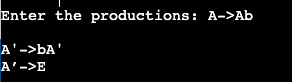 Enter the productions: A->Ab
A'->bA'
A’->E